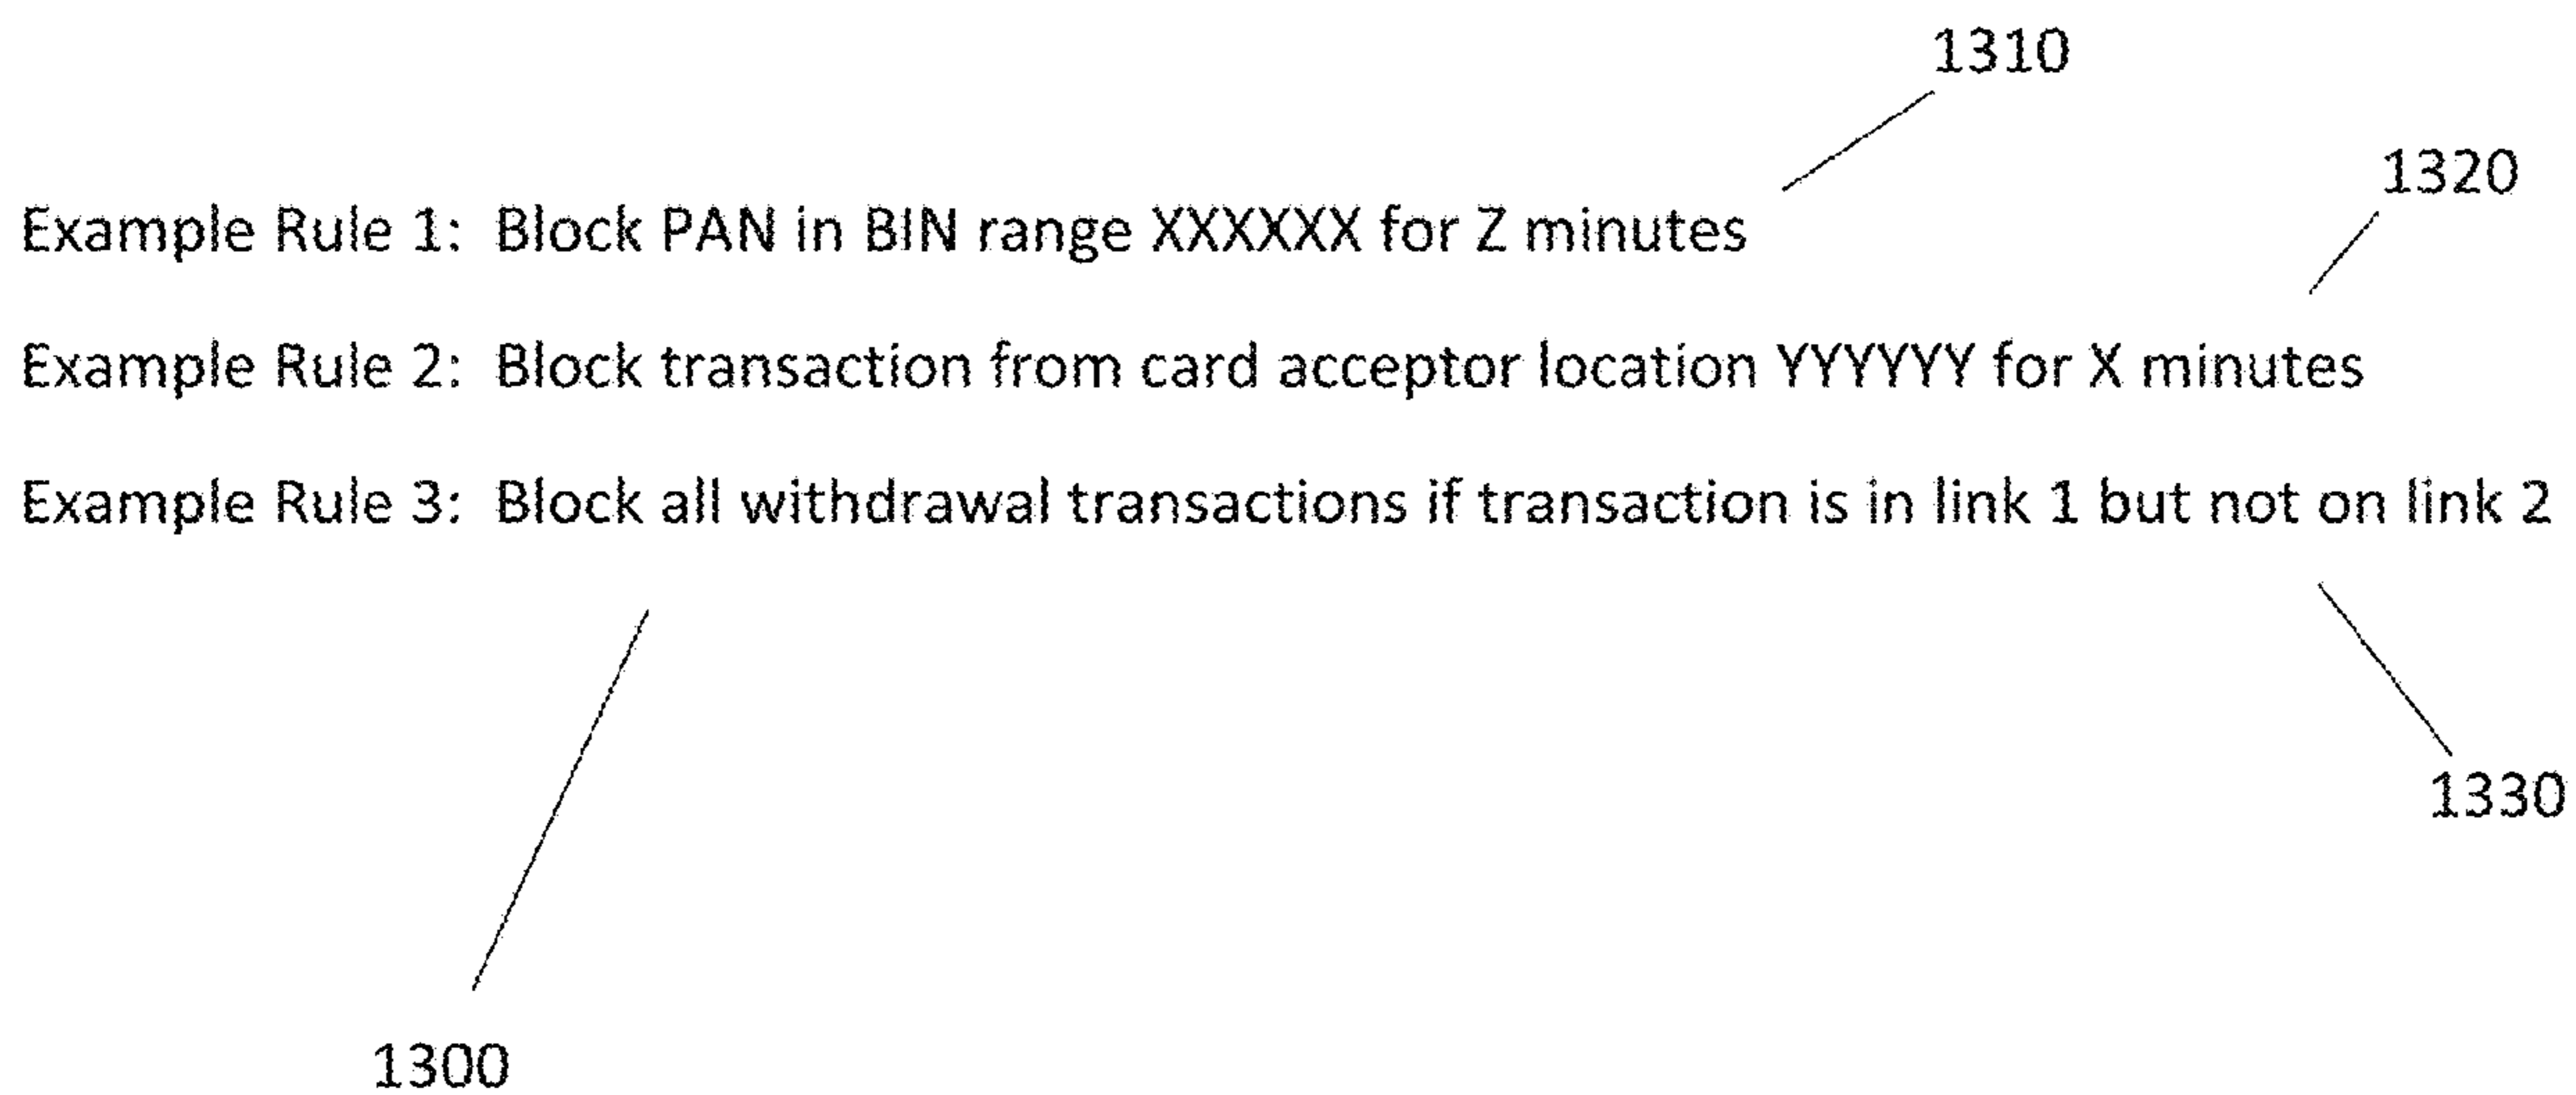 1310
1320
Example Rule 1: Block PAN in BIN range XXXXXX for Z minutes
Example Rule 2: Block transaction from card acceptor location YYYYYY for X minutes
Example Rule 3: Block all withdrawal transactions if transaction is in link 1 but not on link 2
1330
1300